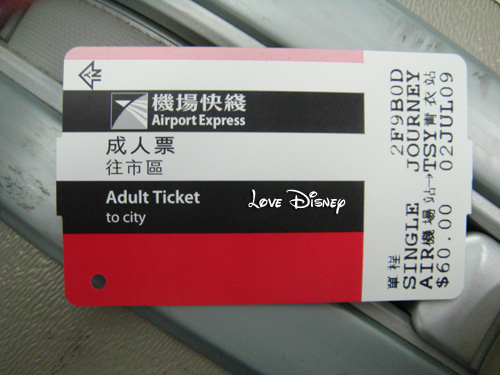 IN
機場快綫
Airport Express
成人票
往市區
Adult Ticket
to city
Love Disney
單程 2F9B0D
SINGLE JOURNEY
AIR機場站→TSY青衣站
$60.00 02JUL09